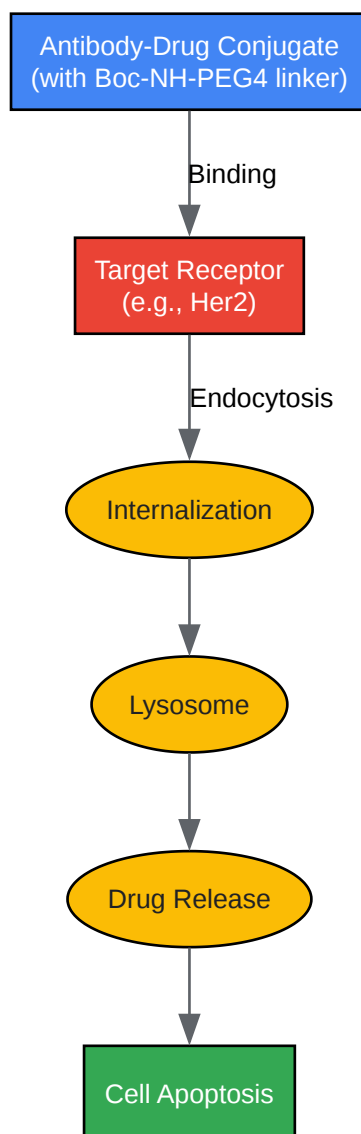 Antibody-Drug Conjugate
(with Boc-NH-PEG4 linker)
Binding
Target Receptor
(e.g., Her2)
Endocytosis
Internalization
Lysosome
Drug Release
Cell Apoptosis